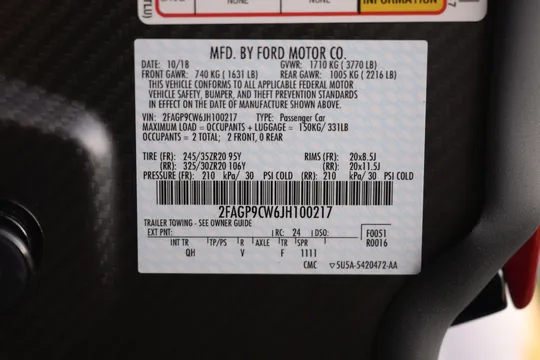 (TLU)
NONE
NONE
INFORMATION
MFD. BY FORD MOTOR CO.
DATE: 10/18 GVWR: 1710 KG ( 3770 LB)
FRONT GAWR: 740 KG ( 1631 LB) REAR GAWR: 1005 KG ( 2216 LB)
THIS VEHICLE CONFORMS TO ALL APPLICABLE FEDERAL MOTOR
VEHICLE SAFETY, BUMPER, AND THEFT PREVENTION STANDARDS
IN EFFECT ON THE DATE OF MANUFACTURE SHOWN ABOVE.
VIN: 2FAGP9CW6JH100217 TYPE: Passenger Car
MAXIMUM LOAD = OCCUPANTS + LUGGAGE = 150KG/ 331LB
OCCUPANTS = 2 TOTAL; 2 FRONT, 0 REAR
TIRE (FR): 245/35ZR20 95Y RIMS (FR): 20x8.5J
(RR): 325/30ZR20 106Y (RR): 20x11.5J
PRESSURE (FR): 210 kPa/ 30 PSI COLD (RR): 210 kPa/ 30 PSI COLD
2FAGP9CW6JH100217
TRAILER TOWING - SEE OWNER GUIDE
EXT PNT: RC: 24 DSO: F0051
R0016
INT TR TP/PS R AXLE TR SPR
QH V F 1111
CMC ▽5U5A-5420472-AA